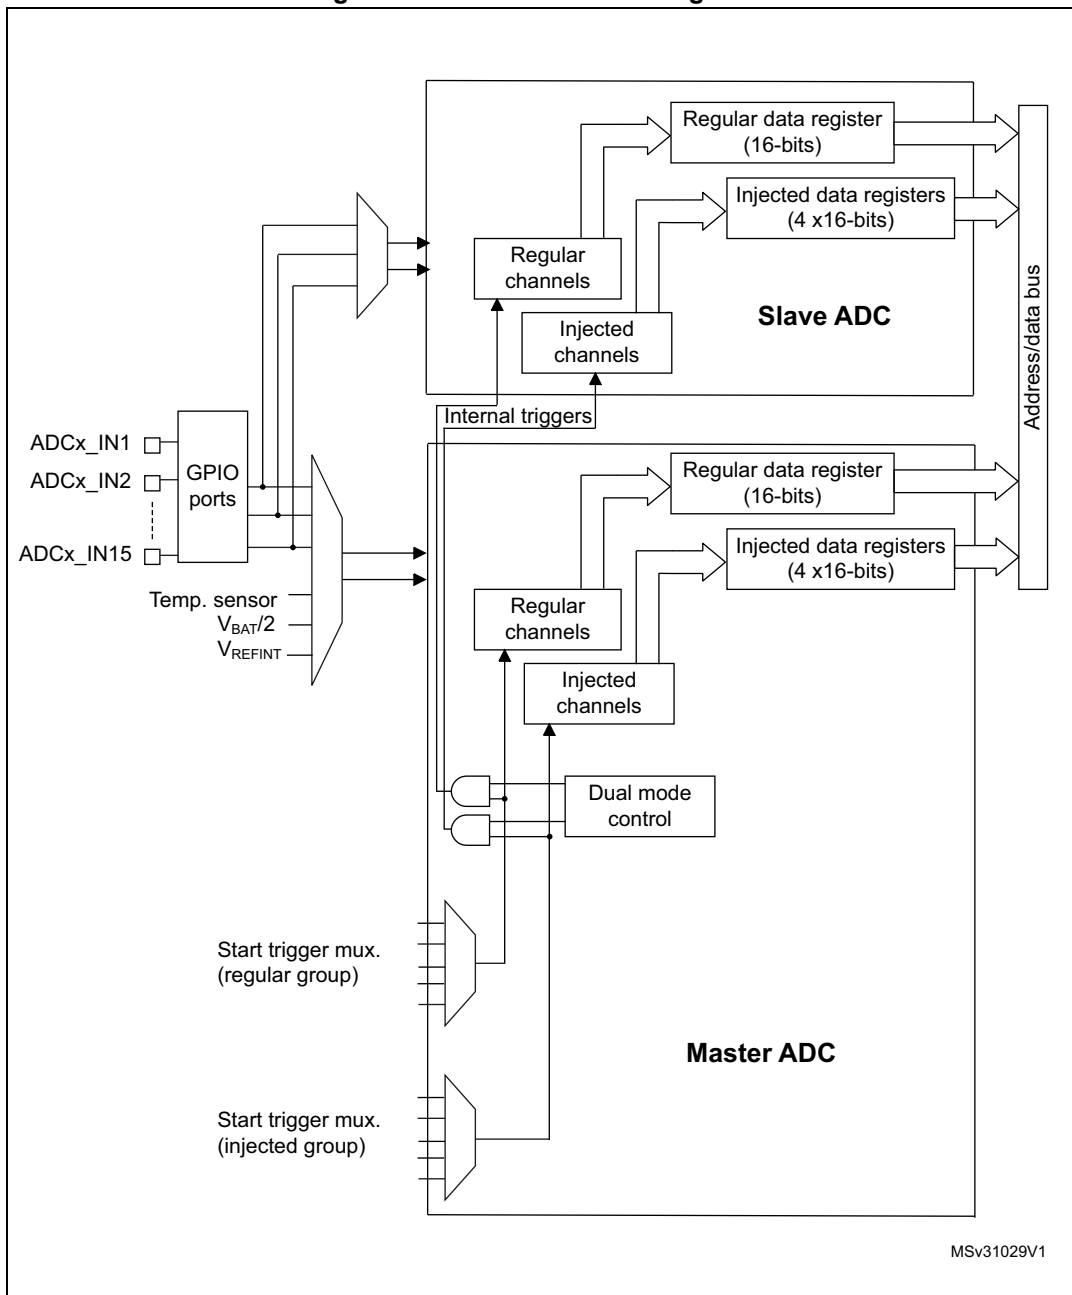 Regular data register
(16-bits)
Injected data registers
(4 x16-bits)
Regular
channels
Slave ADC
Injected
channels
Address/data bus
Internal triggers
ADCx_IN1
ADCx_IN2
ADCx_IN15
GPIO
ports
Regular data register
(16-bits)
Injected data registers
(4 x16-bits)
Temp. sensor
VBAT/2
VREFINT
Regular
channels
Injected
channels
Dual mode
control
Start trigger mux.
(regular group)
Master ADC
Start trigger mux.
(injected group)
MSv31029V1